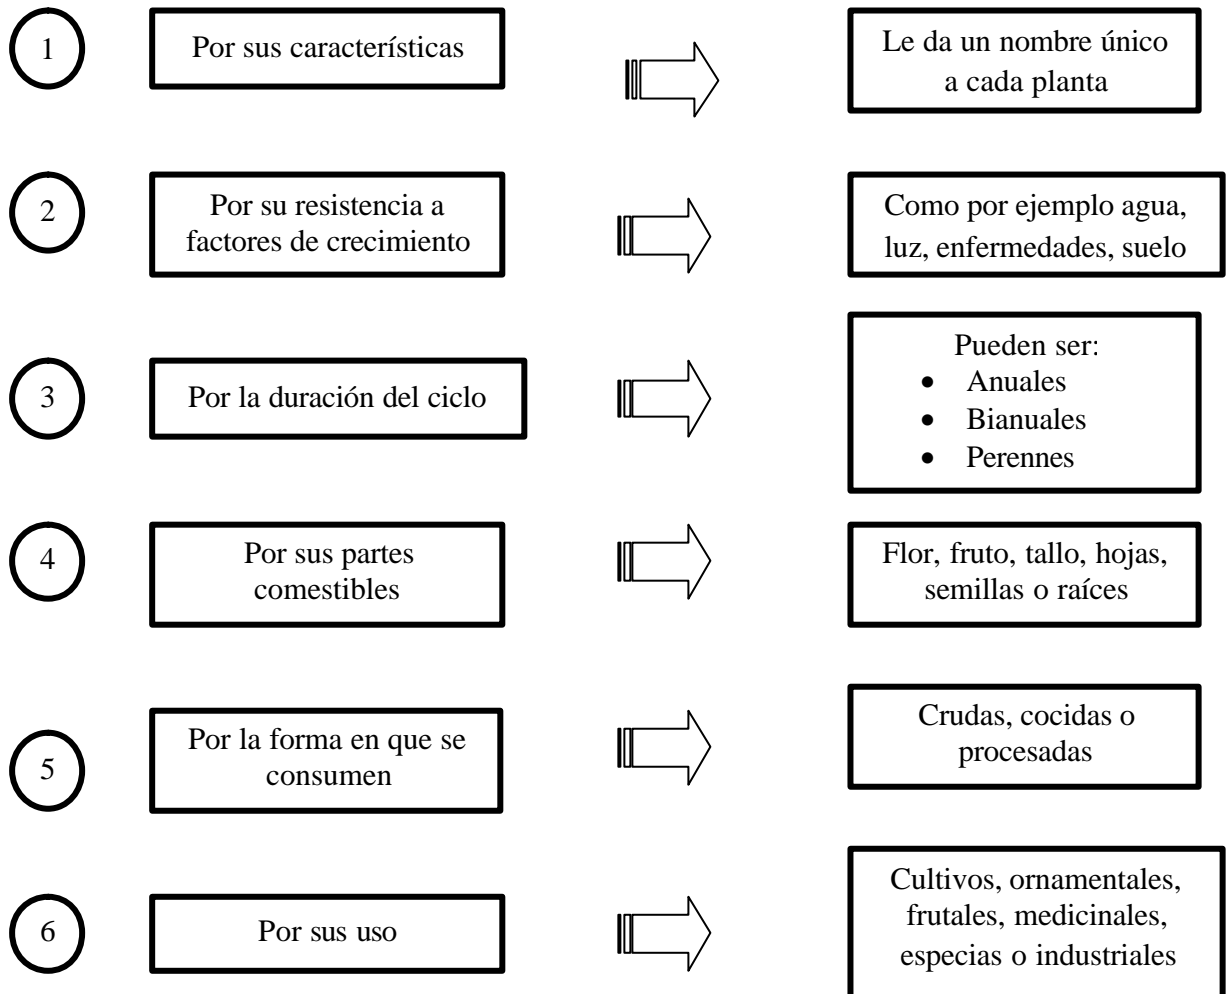 1
Por sus características
Le da un nombre único
a cada planta
2
Por su resistencia a
factores de crecimiento
Como por ejemplo agua,
luz, enfermedades, suelo
3
Por la duración del ciclo
Pueden ser:
• Anuales
• Bianuales
• Perennes
4
Por sus partes
comestibles
Flor, fruto, tallo, hojas,
semillas o raíces
5
Por la forma en que se
consumen
Crudas, cocidas o
procesadas
6
Por sus uso
Cultivos, ornamentales,
frutales, medicinales,
especias o industriales